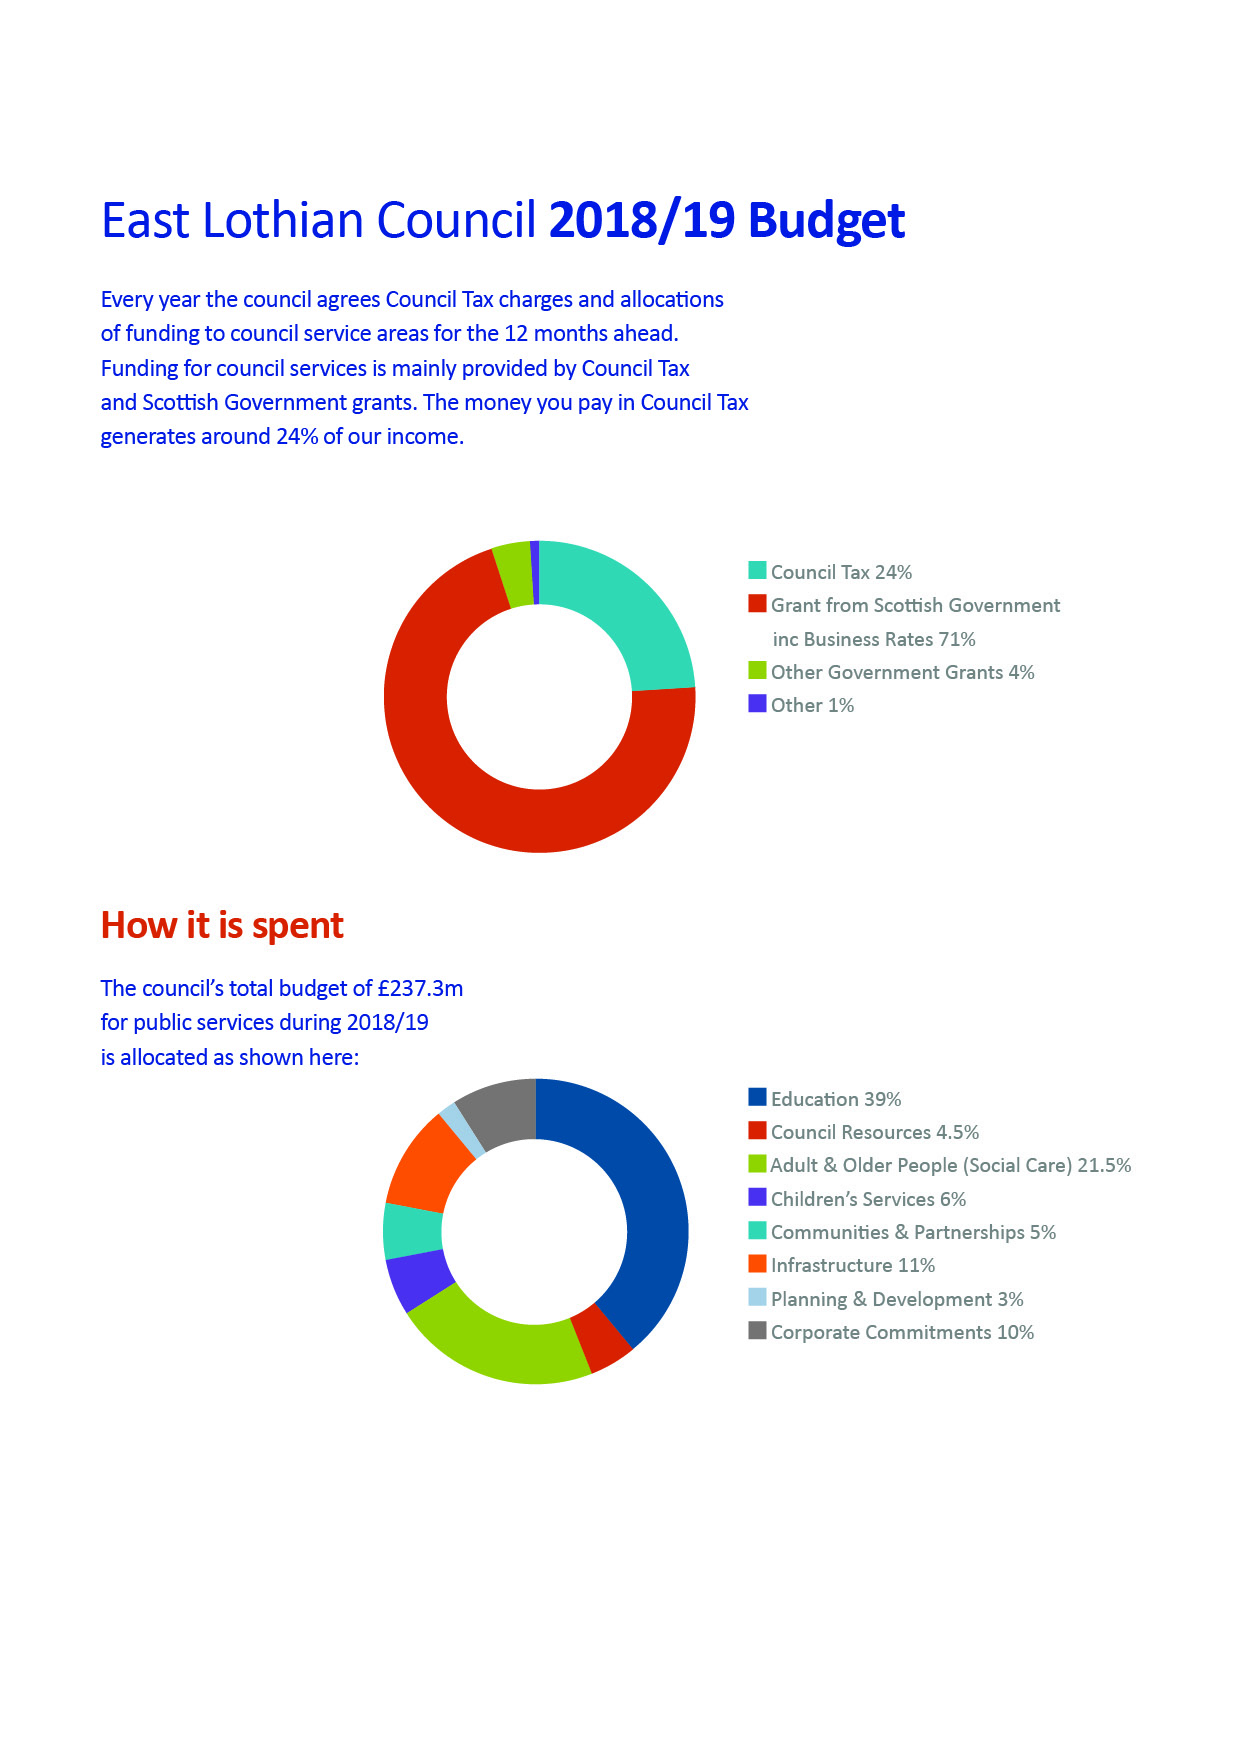 East Lothian Council 2018/19 Budget
Every year the council agrees Council Tax charges and allocations
of funding to council service areas for the 12 months ahead.
Funding for council services is mainly provided by Council Tax
and Scottish Government grants. The money you pay in Council Tax
generates around 24% of our income.
Council Tax 24%
Grant from Scottish Government
inc Business Rates 71%
Other Government Grants 4%
Other 1%
How it is spent
The council’s total budget of £237.3m
for public services during 2018/19
is allocated as shown here:
Education 39%
Council Resources 4.5%
Adult & Older People (Social Care) 21.5%
Children’s Services 6%
Communities & Partnerships 5%
Infrastructure 11%
Planning & Development 3%
Corporate Commitments 10%